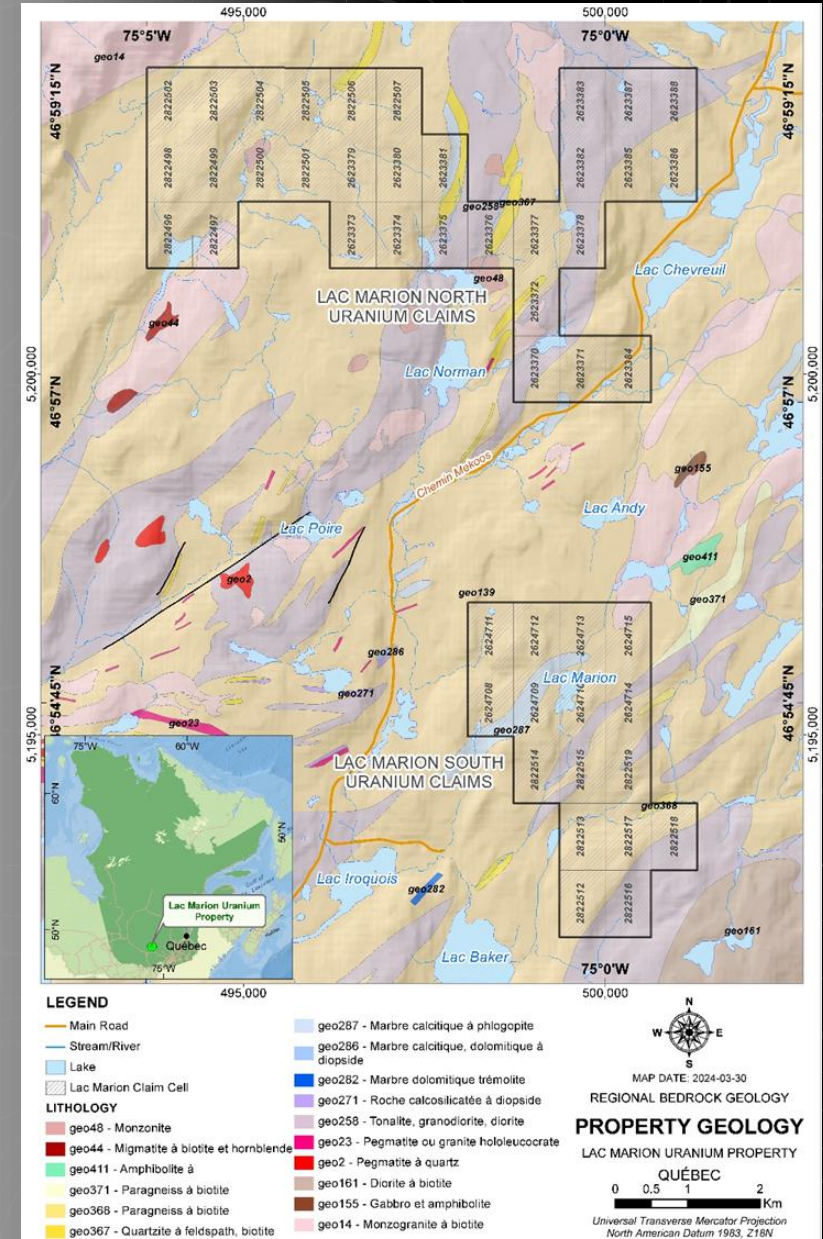 495,000
500,000
75°5'W
75°0'W
geo14
46°59'15"N
46°59'15"N
2822502
2822503
2822504
2822505
2822506
2822507
2623383
2623387
2623388
2822498
2822499
2822500
2822501
2623379
2623380
2623381
2623382
2623385
2623386
2822496
2822497
2623373
2623374
2623375
2623376
2623377
2623378
geo258
geo367
geo48
Lac Chevreuil
LAC MARION NORTH
URANIUM CLAIMS
2623372
geo44
5,200,000
5,200,000
46°57'N
46°57'N
Lac Norman
2623370
2623371
2623384
Chemin Mekoos
geo155
Lac Andy
Lac Poire
geo411
geo2
geo139
geo371
2624711
2624712
2624713
2624715
geo286
46°54'45"N
46°54'45"N
Lac Marion
geo271
2624708
2624709
2624714
5,195,000
5,195,000
geo23
geo287
LAC MARION SOUTH
URANIUM CLAIMS
2822514
2822515
2822519
geo368
2822513
2822517
2822518
Lac Iroquois
geo282
2822512
2822516
geo161
Lac Baker
75°0'W
75°W
60°W
60°N
50°N
50°N
Gulf of
Lac Marion Uranium
Property
Québec
75°W
495,000
500,000
LEGEND
Main Road
Stream/River
Lake
Lac Marion Claim Cell
LITHOLOGY
geo48 - Monzonite
geo44 - Migmatite à biotite et hornblende
geo411 - Amphibolite à
geo371 - Paragneiss à biotite
geo368 - Paragneiss à biotite
geo367 - Quartzite à feldspath, biotite
geo287 - Marbre calcitique à phlogopite
geo286 - Marbre calcitique, dolomitique à
diopside
geo282 - Marbre dolomitique trémolite
geo271 - Roche calcosilicatée à diopside
geo258 - Tonalite, granodiorite, diorite
geo23 - Pegmatite ou granite hololeucocrate
geo2 - Pegmatite à quartz
geo161 - Diorite à biotite
geo155 - Gabbro et amphibolite
geo14 - Monzogranite à biotite
N
W
E
S
MAP DATE: 2024-03-30
REGIONAL BEDROCK GEOLOGY
PROPERTY GEOLOGY
LAC MARION URANIUM PROPERTY
QUÉBEC
0 0.5 1 2
Km
Universal Transverse Mercator Projection
North American Datum 1983, Z18N